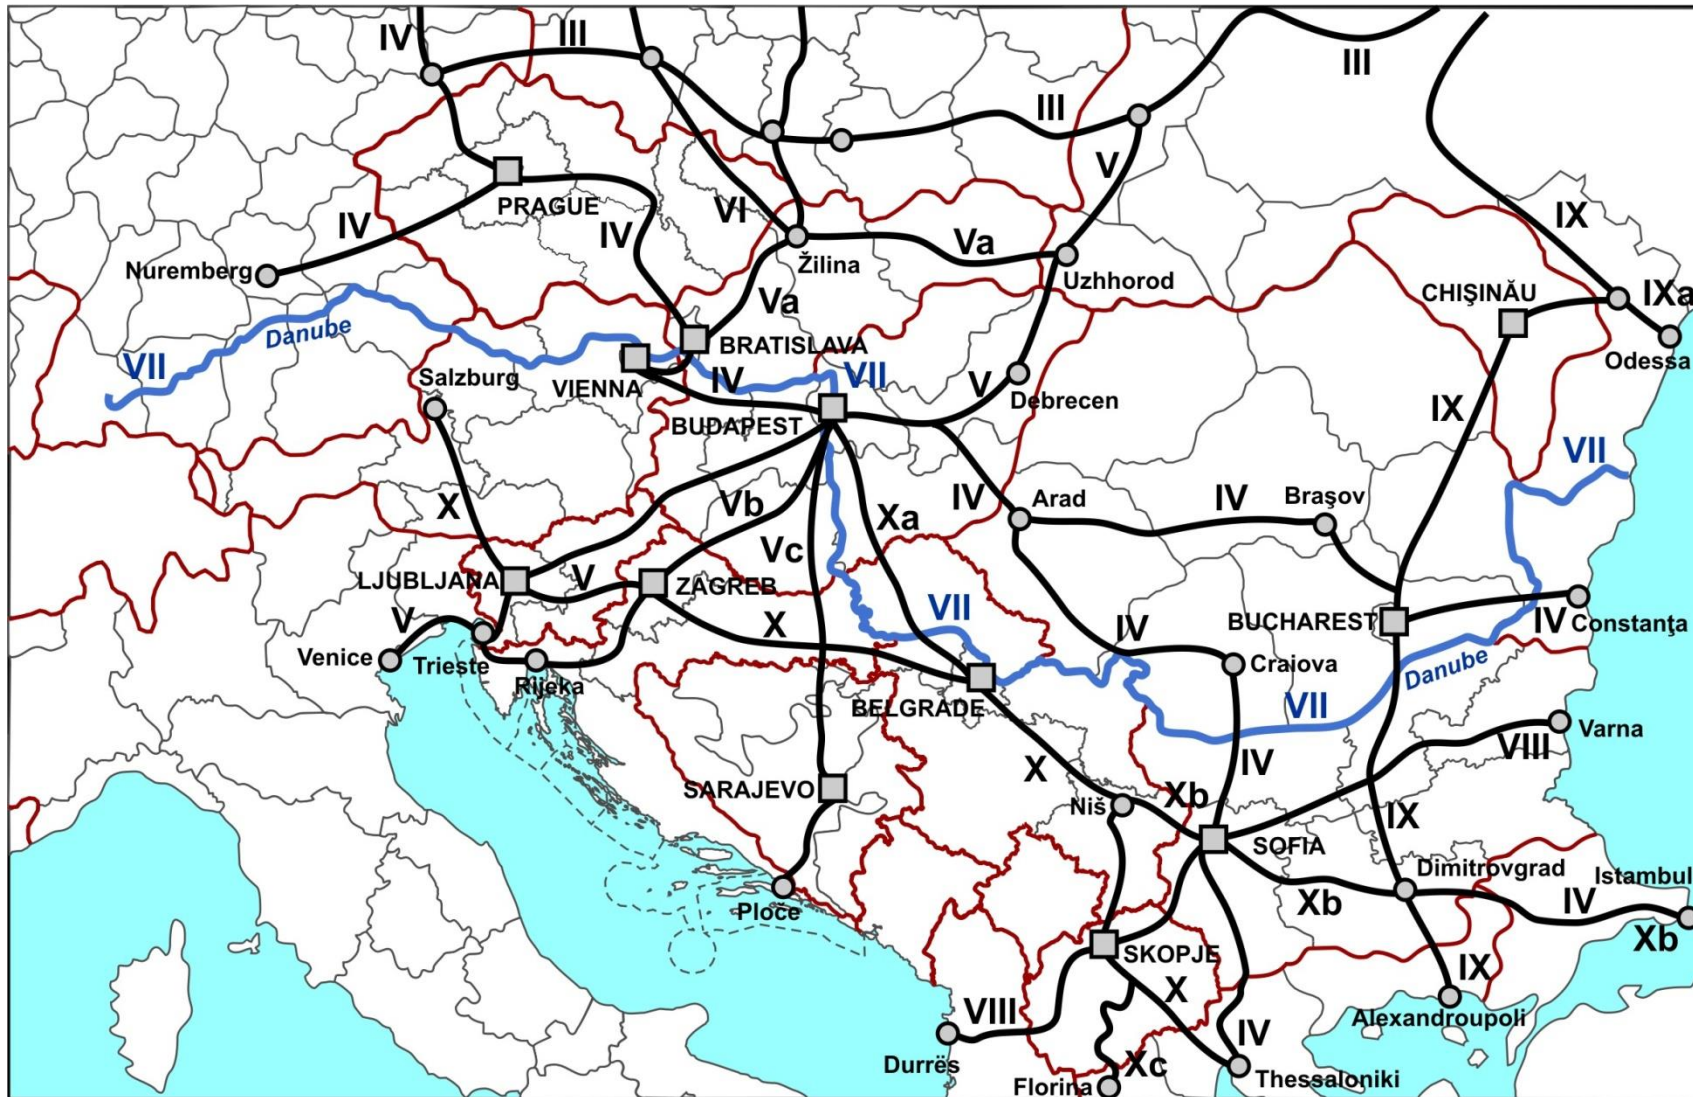 IV
III
III
III
V
IV
PRAGUE
VI
IV
Va
Žilina
Uzhhorod
IX
Nuremberg
Va
CHIŞINĂU
IXa
Danube
VII
BRATISLAVA
Odessa
VIENNA
IV
VII
V
Salzburg
Debrecen
BUDAPEST
IX
VII
X
Vb
Xa
IV
Arad
IV
Braşov
Vc
LJUBLJANA
V
ZAGREB
V
X
VII
IV
BUCHAREST
IV
Constanţa
Venice
Trieste
Rijeka
Craiova
Danube
BELGRADE
VII
Varna
VIII
X
IV
SARAJEVO
Niš
Xb
IX
SOFIA
Dimitrovgrad
Istambul
Ploče
Xb
IV
Xb
SKOPJE
IX
X
VIII
Alexandroupoli
IV
Durrës
Xc
Florina
Thessaloniki